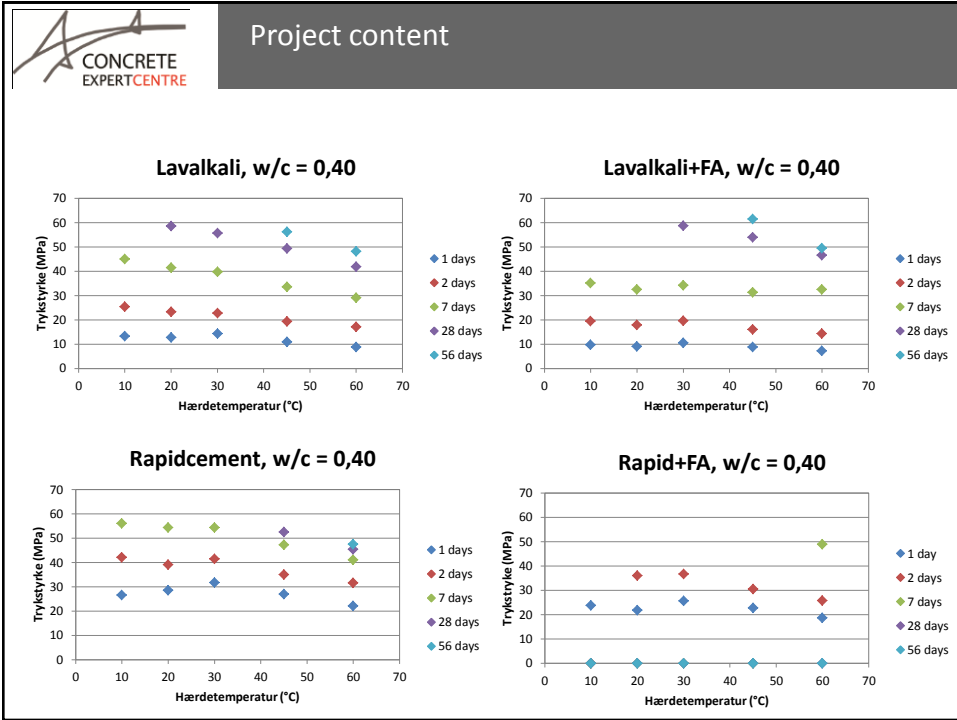 CONCRETE
EXPERTCENTRE
Project content
Lavalkali, w/c = 0,40
Trykstyrke (MPa)
70
60
50
40
30
20
10
0
0 10 20 30 40 50 60 70
Hærdetemperatur (°C)
1 days
2 days
7 days
28 days
56 days
Lavalkali+FA, w/c = 0,40
Trykstyrke (MPa)
70
60
50
40
30
20
10
0
0 10 20 30 40 50 60 70
Hærdetemperatur (°C)
1 days
2 days
7 days
28 days
56 days
Rapidcement, w/c = 0,40
Trykstyrke (MPa)
70
60
50
40
30
20
10
0
0 10 20 30 40 50 60 70
Hærdetemperatur (°C)
1 days
2 days
7 days
28 days
56 days
Rapid+FA, w/c = 0,40
Trykstyrke (MPa)
70
60
50
40
30
20
10
0
0 10 20 30 40 50 60 70
Hærdetemperatur (°C)
1 day
2 days
7 days
28 days
56 days